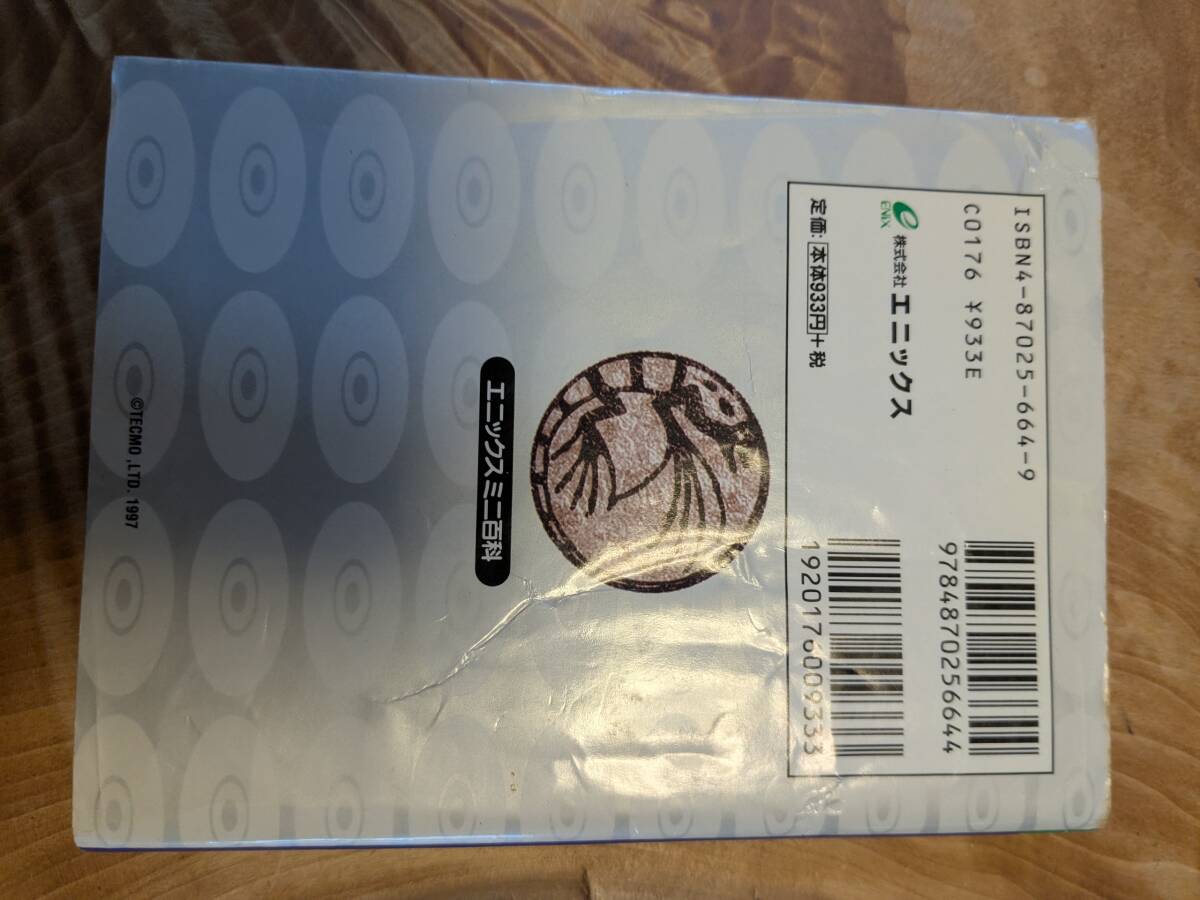 ISBN4-87025-664-9
C0176 ¥933E
ENIX
株式会社 エニックス
定価:本体933円+税
9784870256644
1920176009333
エニックスミニ百科
©TECMO,LTD. 1997